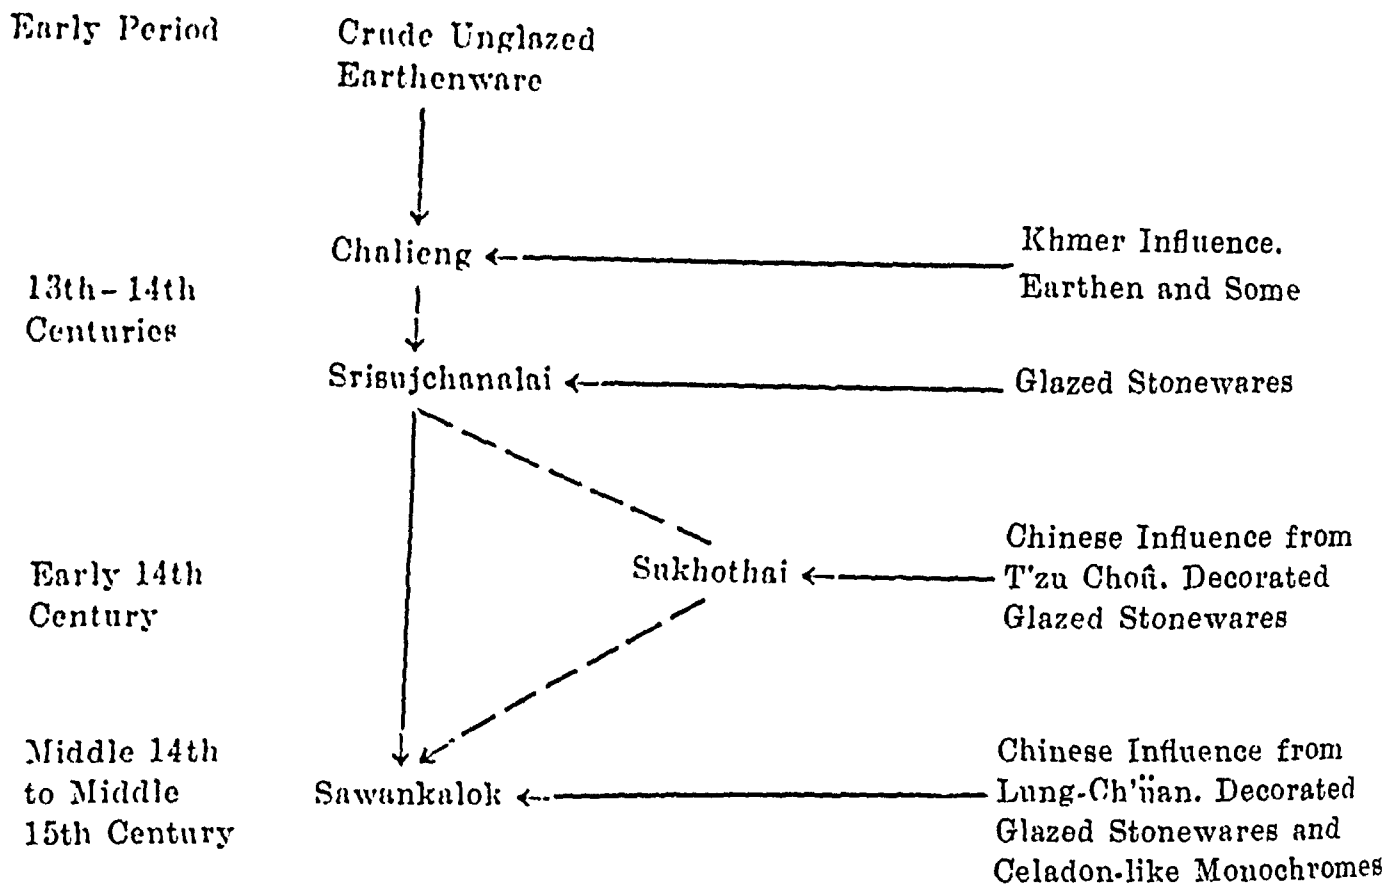 Early Period
Crude Unglazed
Earthenware
Chalieng
Khmer Influence.
Earthen and Some
13th-14th
Centuries
Srisujchanalai
Glazed Stonewares
Early 14th
Century
Sukhothai
Chinese Influence from
T'zu Choû. Decorated
Glazed Stonewares
Middle 14th
to Middle
15th Century
Sawankalok
Chinese Influence from
Lung-Ch'üan. Decorated
Glazed Stonewares and
Celadon-like Monochromes